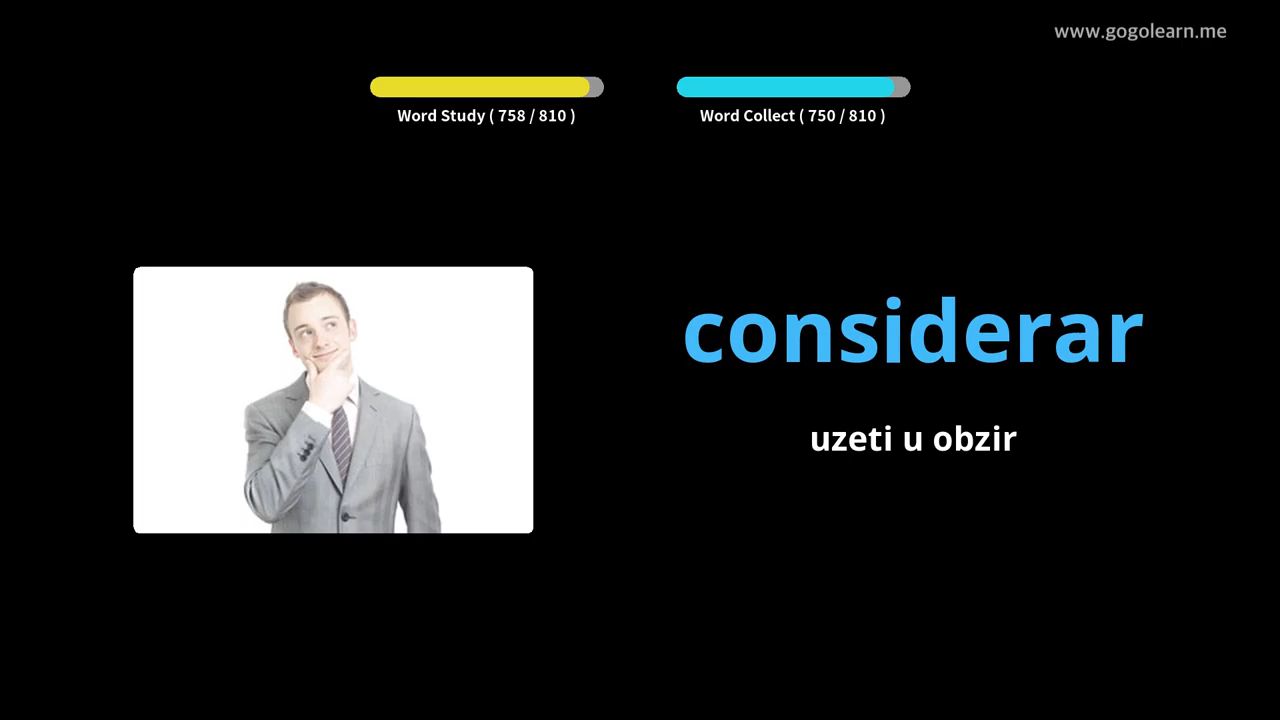 www.gogolearn.me
Word Study ( 758 / 810 )
Word Collect ( 750 / 810 )
considerar
uzeti u obzir